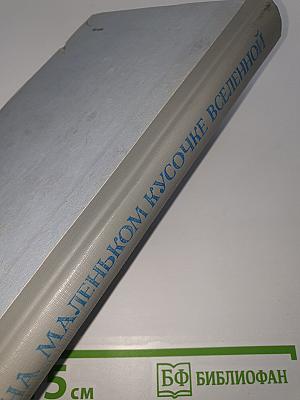 НА МАЛЕНЬКОМ КУСОЧКЕ ВСЕЛЕННОЙ
5 см
БФ БИБЛИОФАН